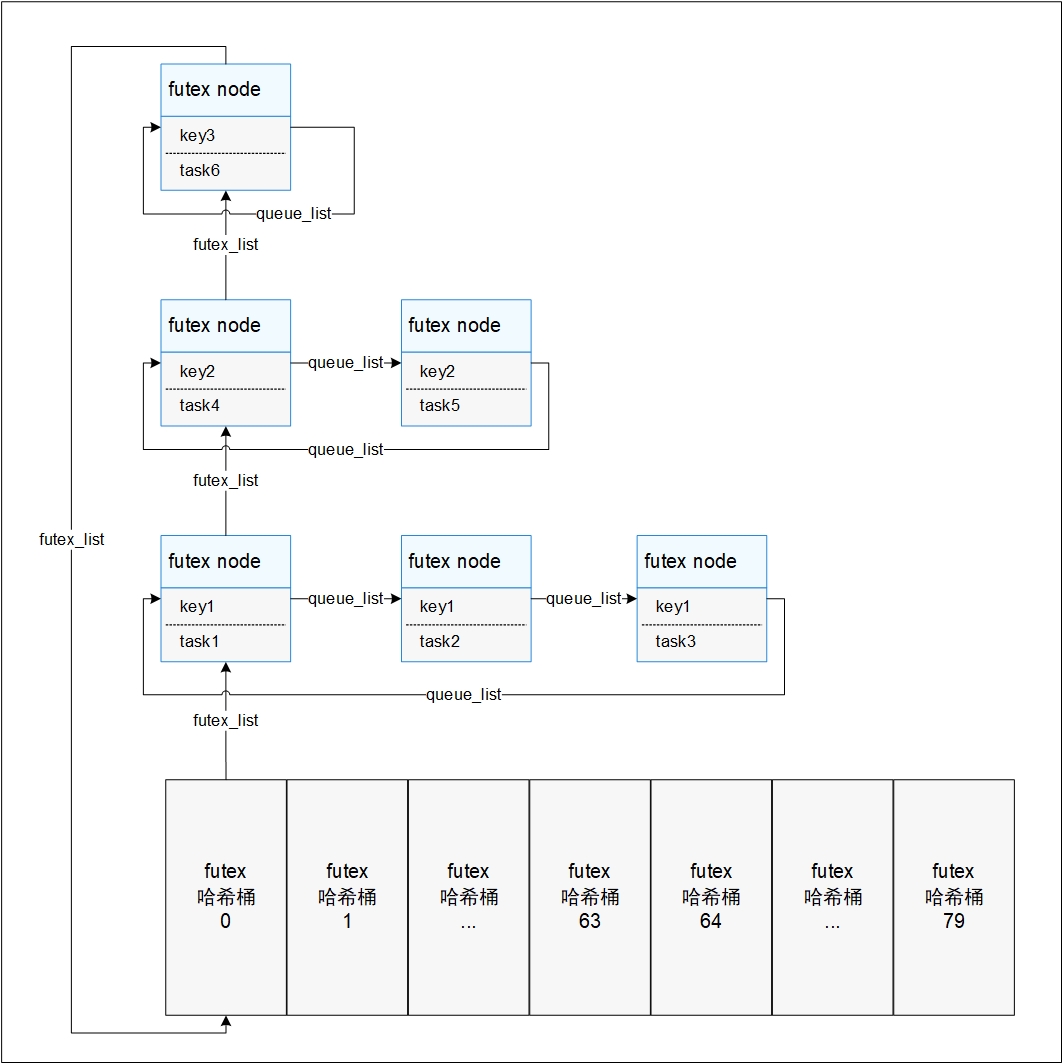 futex node
key3
task6
queue_list
futex_list
futex node
key2
task4
queue_list
futex node
key2
task5
queue_list
futex_list
futex_list
futex node
key1
task1
queue_list
futex node
key1
task2
queue_list
futex node
key1
task3
queue_list
futex_list
futex
哈希桶
0
futex
哈希桶
1
futex
哈希桶
...
futex
哈希桶
63
futex
哈希桶
64
futex
哈希桶
...
futex
哈希桶
79